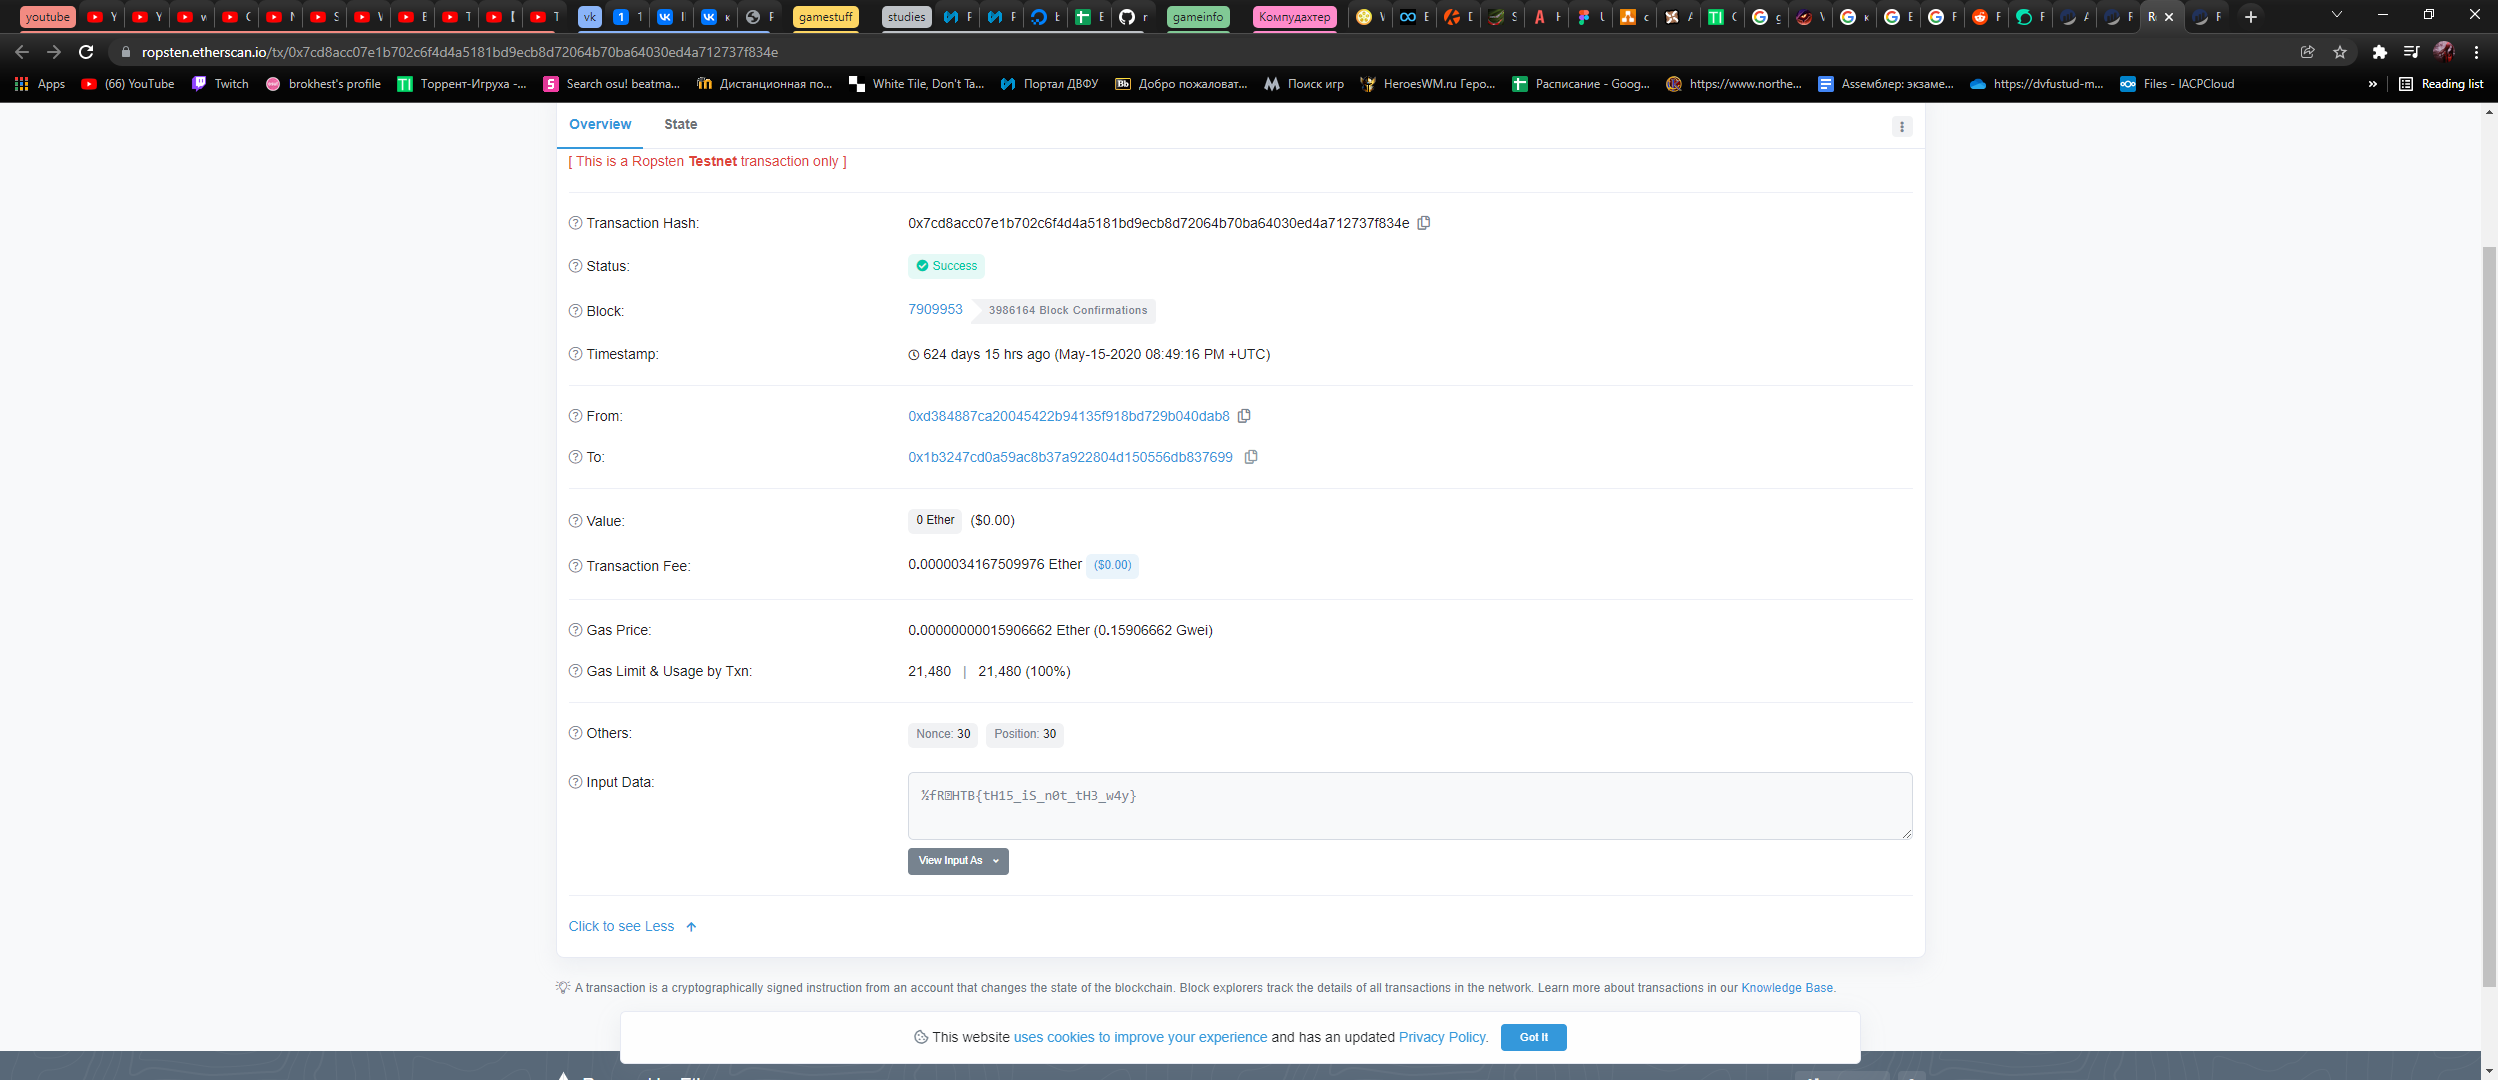 youtube vk gamestuff studies gameinfo Компудахтер
ropsten.etherscan.io/tx/0x7cd8acc07e1b702c6f4d4a5181bd9ecb8d72064b70ba64030ed4a712737f834e
Apps (66) YouTube Twitch brokhest's profile Торрент-Игруха -... Search osu! beatma... Дистанционная по... White Tile, Don't Ta... Портал ДВФУ Добро пожаловат... Поиск игр HeroesWM.ru Геро... Расписание - Goog... https://www.northe... Assемблер: экзаме... https://dvfustud-m... Files - IACPCloud » Reading list
Overview State
[ This is a Ropsten Testnet transaction only ]
Transaction Hash: 0x7cd8acc07e1b702c6f4d4a5181bd9ecb8d72064b70ba64030ed4a712737f834e
Status: Success
Block: 7909953 3986164 Block Confirmations
Timestamp: 624 days 15 hrs ago (May-15-2020 08:49:16 PM +UTC)
From: 0xd384887ca20045422b94135f918bd729b040dab8
To: 0x1b3247cd0a59ac8b37a922804d150556db837699
Value: 0 Ether ($0.00)
Transaction Fee: 0.0000034167509976 Ether ($0.00)
Gas Price: 0.00000000015906662 Ether (0.15906662 Gwei)
Gas Limit & Usage by Txn: 21,480 | 21,480 (100%)
Others: Nonce: 30 Position: 30
Input Data: ½fRHTB{tH15_iS_n0t_tH3_w4y}
View Input As
Click to see Less
A transaction is a cryptographically signed instruction from an account that changes the state of the blockchain. Block explorers track the details of all transactions in the network. Learn more about transactions in our Knowledge Base.
This website uses cookies to improve your experience and has an updated Privacy Policy. Got It